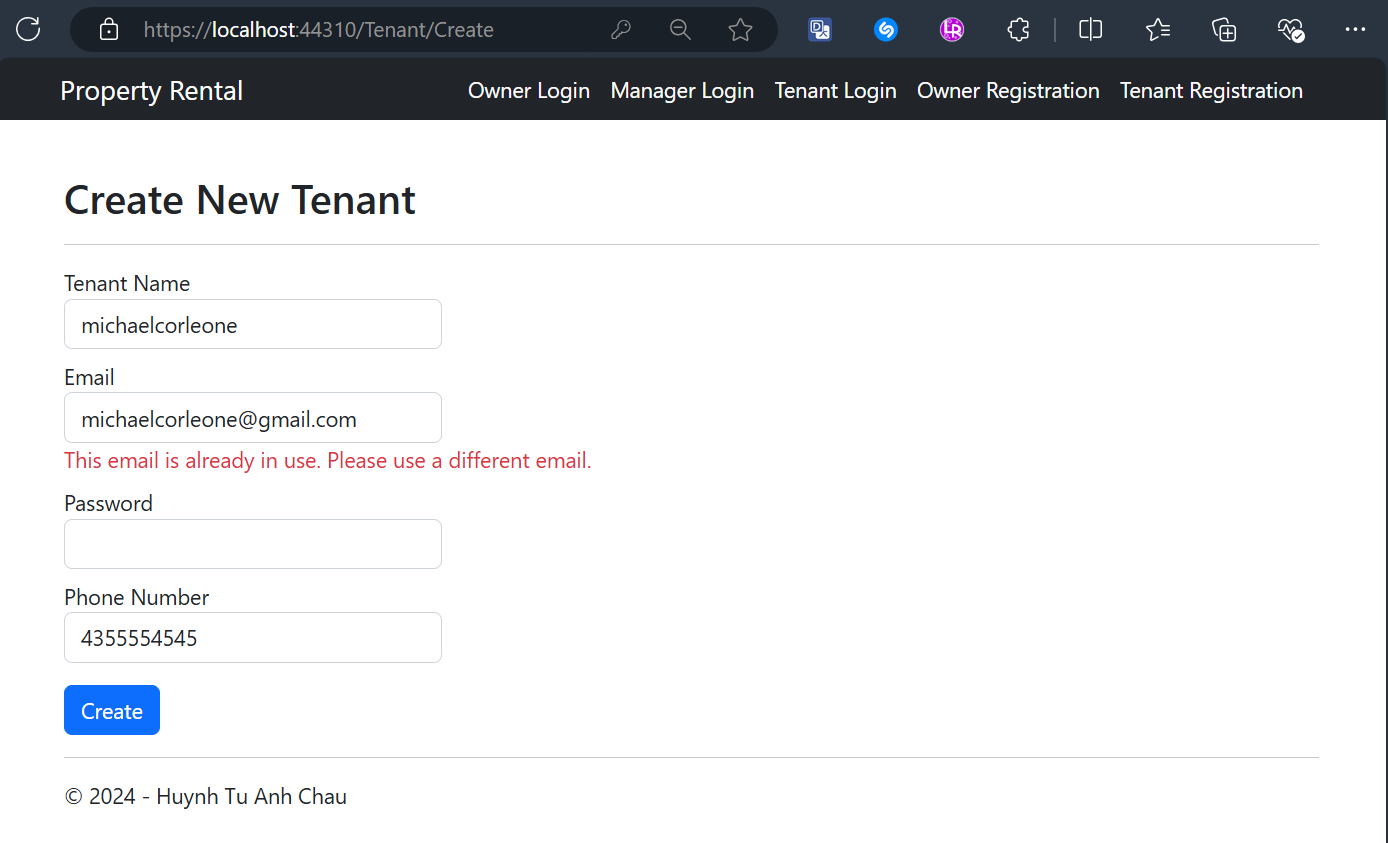 https://localhost:44310/Tenant/Create
Property Rental
Owner Login
Manager Login
Tenant Login
Owner Registration
Tenant Registration
Create New Tenant
Tenant Name
michaelcorleone
Email
michaelcorleone@gmail.com
This email is already in use. Please use a different email.
Password
Phone Number
4355554545
Create
© 2024 - Huynh Tu Anh Chau